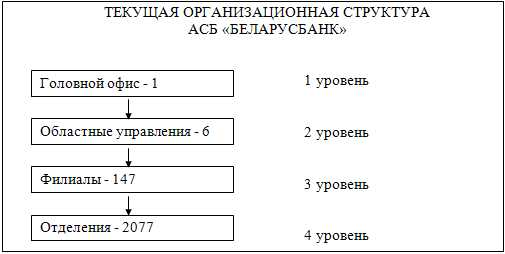 ТЕКУЩАЯ ОРГАНИЗАЦИОННАЯ СТРУКТУРА
АСБ «БЕЛАРУСБАНК»
Головной офис - 1 1 уровень
Областные управления - 6 2 уровень
Филиалы - 147 3 уровень
Отделения - 2077 4 уровень